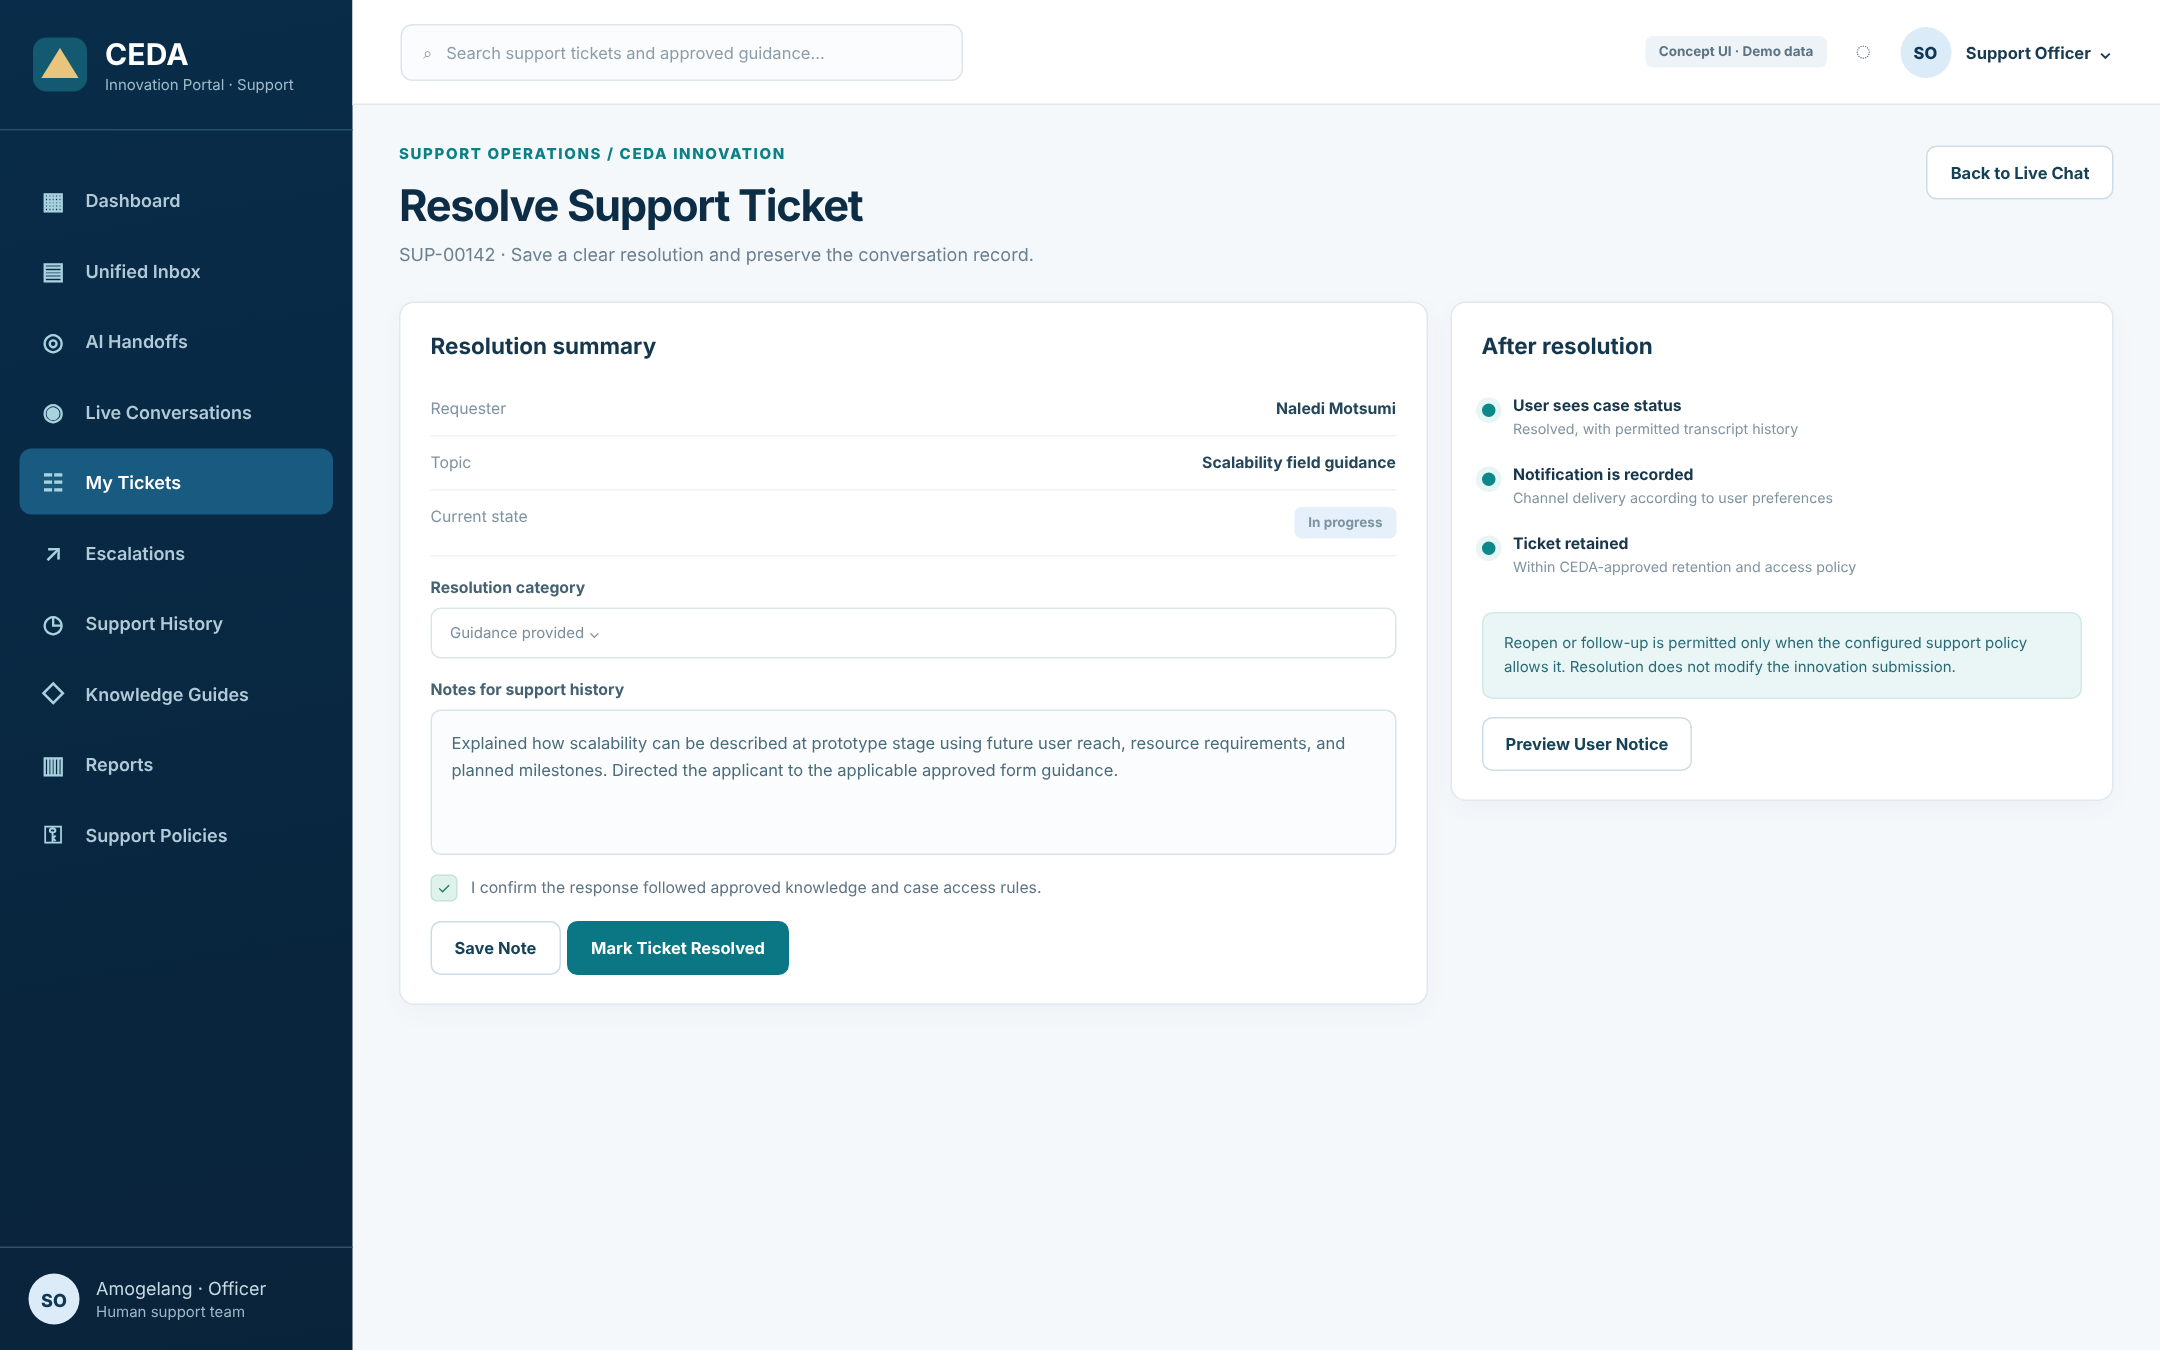 CEDA
Innovation Portal · Support
Dashboard
Unified Inbox
AI Handoffs
Live Conversations
My Tickets
Escalations
Support History
Knowledge Guides
Reports
Support Policies
SO
Amogelang · Officer
Human support team
Search support tickets and approved guidance...
Concept UI · Demo data
SO
Support Officer
SUPPORT OPERATIONS / CEDA INNOVATION
Resolve Support Ticket
SUP-00142 · Save a clear resolution and preserve the conversation record.
Back to Live Chat
Resolution summary
Requester
Naledi Motsumi
Topic
Scalability field guidance
Current state
In progress
Resolution category
Guidance provided
Notes for support history
Explained how scalability can be described at prototype stage using future user reach, resource requirements, and
planned milestones. Directed the applicant to the applicable approved form guidance.
I confirm the response followed approved knowledge and case access rules.
Save Note
Mark Ticket Resolved
After resolution
User sees case status
Resolved, with permitted transcript history
Notification is recorded
Channel delivery according to user preferences
Ticket retained
Within CEDA-approved retention and access policy
Reopen or follow-up is permitted only when the configured support policy
allows it. Resolution does not modify the innovation submission.
Preview User Notice